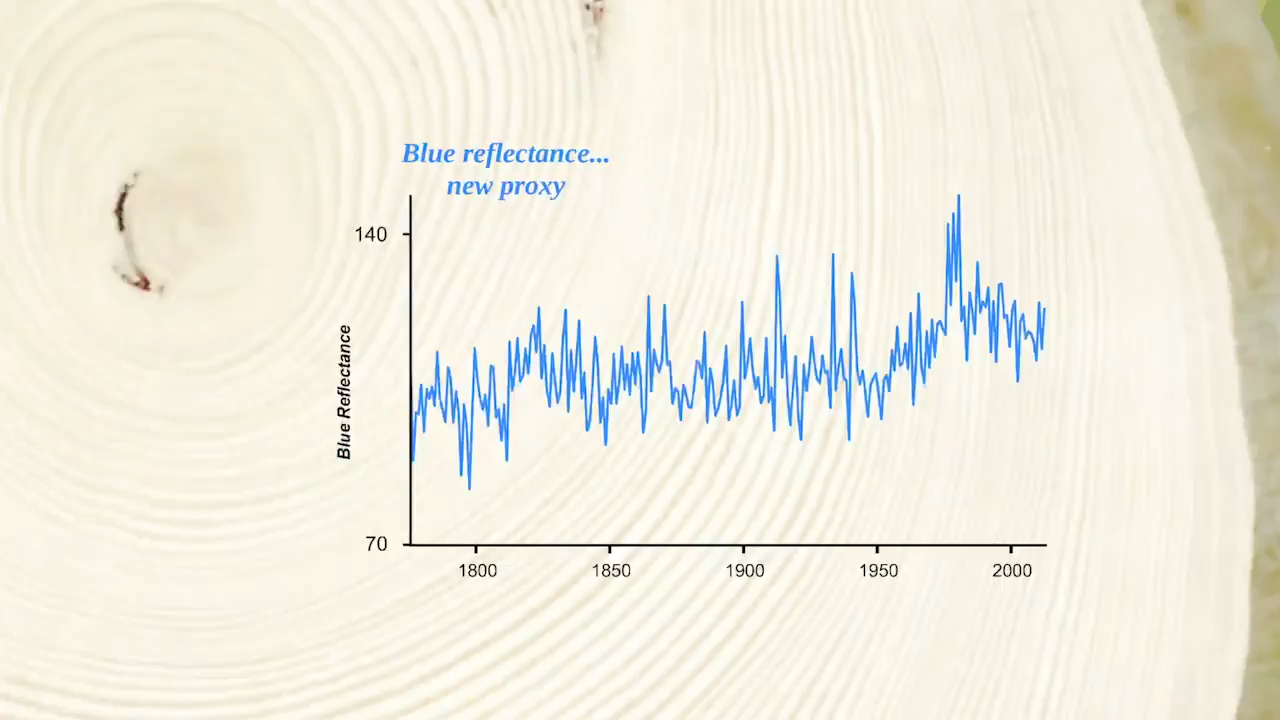 Blue reflectance...
new proxy
140
Blue Reflectance
70
1800 1850 1900 1950 2000